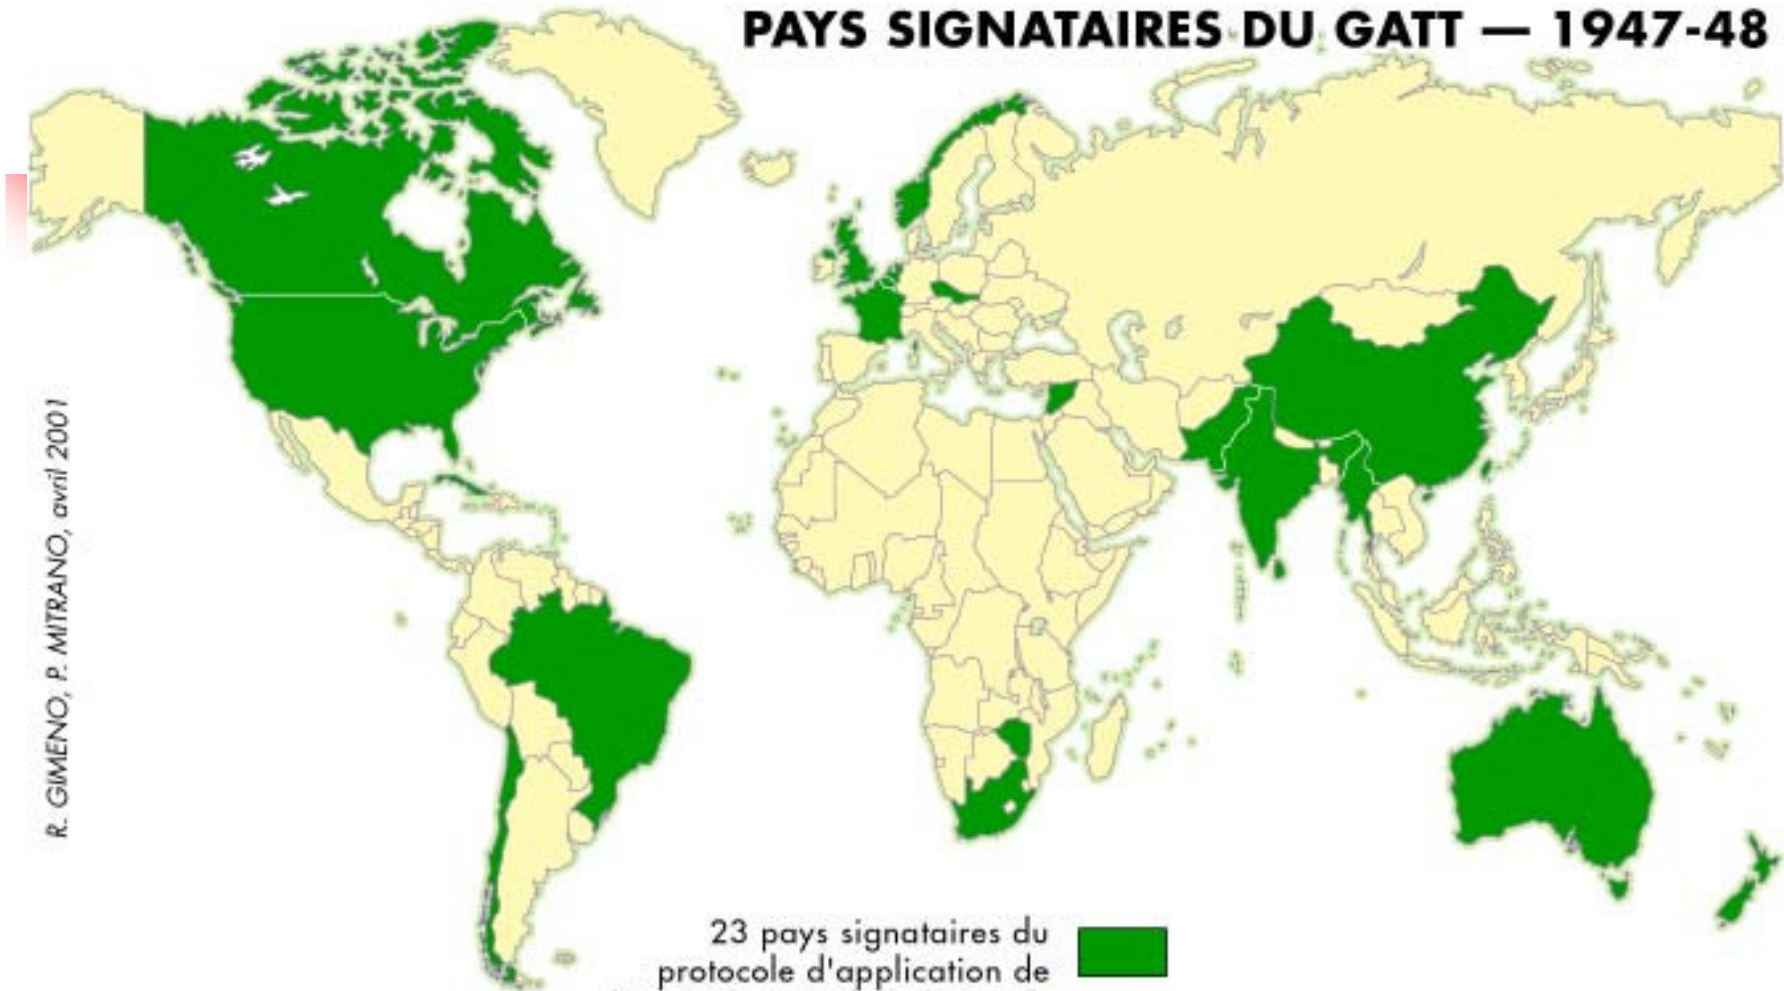 PAYS SIGNATAIRES DU GATT — 1947-48
R. GIMENO, P. MITRANO, avril 2001
23 pays signataires du
protocole d'application de